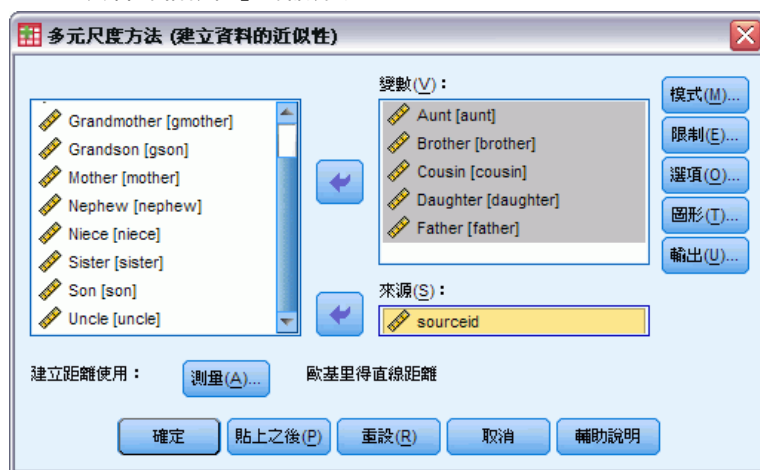 多元尺度方法 (建立資料的近似性)
Grandmother [gmother]
Grandson [gson]
Mother [mother]
Nephew [nephew]
Niece [niece]
Sister [sister]
Son [son]
Uncle [uncle]
變數(V)：
Aunt [aunt]
Brother [brother]
Cousin [cousin]
Daughter [daughter]
Father [father]
來源(S)：
sourceid
模式(M)...
限制(E)...
選項(O)...
圖形(T)...
輸出(U)...
建立距離使用：
測量(A)...
歐基里得直線距離
確定
貼上之後(P)
重設(R)
取消
輔助說明